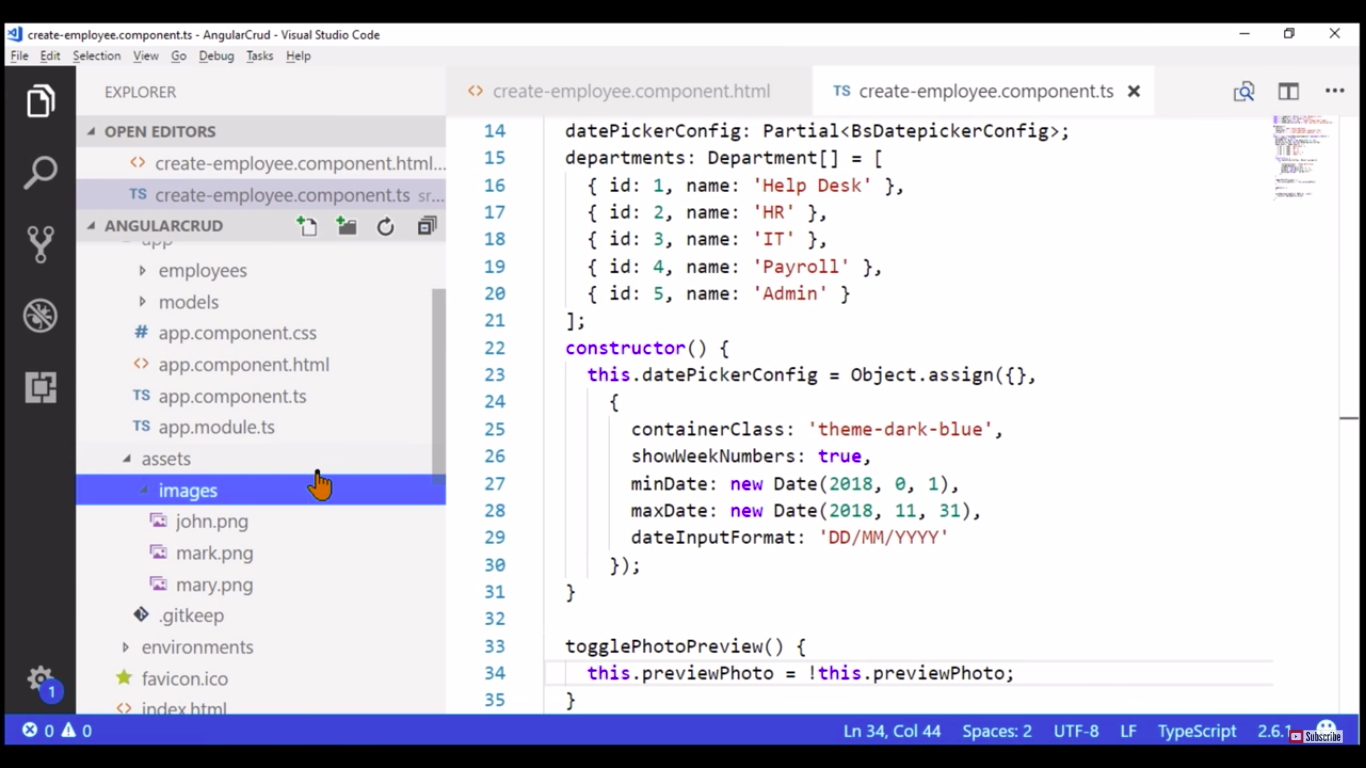 create-employee.component.ts - AngularCrud - Visual Studio Code
File Edit Selection View Go Debug Tasks Help
EXPLORER
OPEN EDITORS
create-employee.component.html...
create-employee.component.ts sr...
ANGULARCRUD
app
employees
models
# app.component.css
<> app.component.html
TS app.component.ts
TS app.module.ts
assets
images
john.png
mark.png
mary.png
.gitkeep
environments
favicon.ico
<> index.html
1
<> create-employee.component.html
TS create-employee.component.ts
14 datePickerConfig: Partial<BsDatepickerConfig>;
15 departments: Department[] = [
16 { id: 1, name: 'Help Desk' },
17 { id: 2, name: 'HR' },
18 { id: 3, name: 'IT' },
19 { id: 4, name: 'Payroll' },
20 { id: 5, name: 'Admin' }
21 ];
22 constructor() {
23 this.datePickerConfig = Object.assign({},
24 {
25 containerClass: 'theme-dark-blue',
26 showWeekNumbers: true,
27 minDate: new Date(2018, 0, 1),
28 maxDate: new Date(2018, 11, 31),
29 dateInputFormat: 'DD/MM/YYYY'
30 });
31 }
32
33 togglePhotoPreview() {
34 this.previewPhoto = !this.previewPhoto;
35 }
0 0 Ln 34, Col 44 Spaces: 2 UTF-8 LF TypeScript 2.6.1
Subscribe